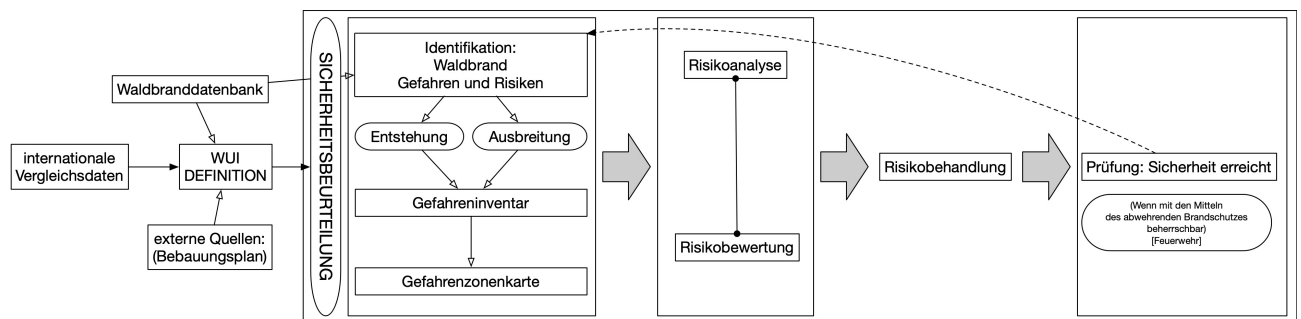 Waldbranddatenbank
internationale
Vergleichsdaten
WUI
DEFINITION
externe Quellen:
(Bebauungsplan)
SICHERHEITSBEURTEILUNG
Identifikation:
Waldbrand
Gefahren und Risiken
Entstehung
Ausbreitung
Gefahreninventar
Gefahrenzonenkarte
Risikoanalyse
Risikobewertung
Risikobehandlung
Prüfung: Sicherheit erreicht
(Wenn mit den Mitteln
des abwehrenden Brandschutzes
beherrschbar)
[Feuerwehr]